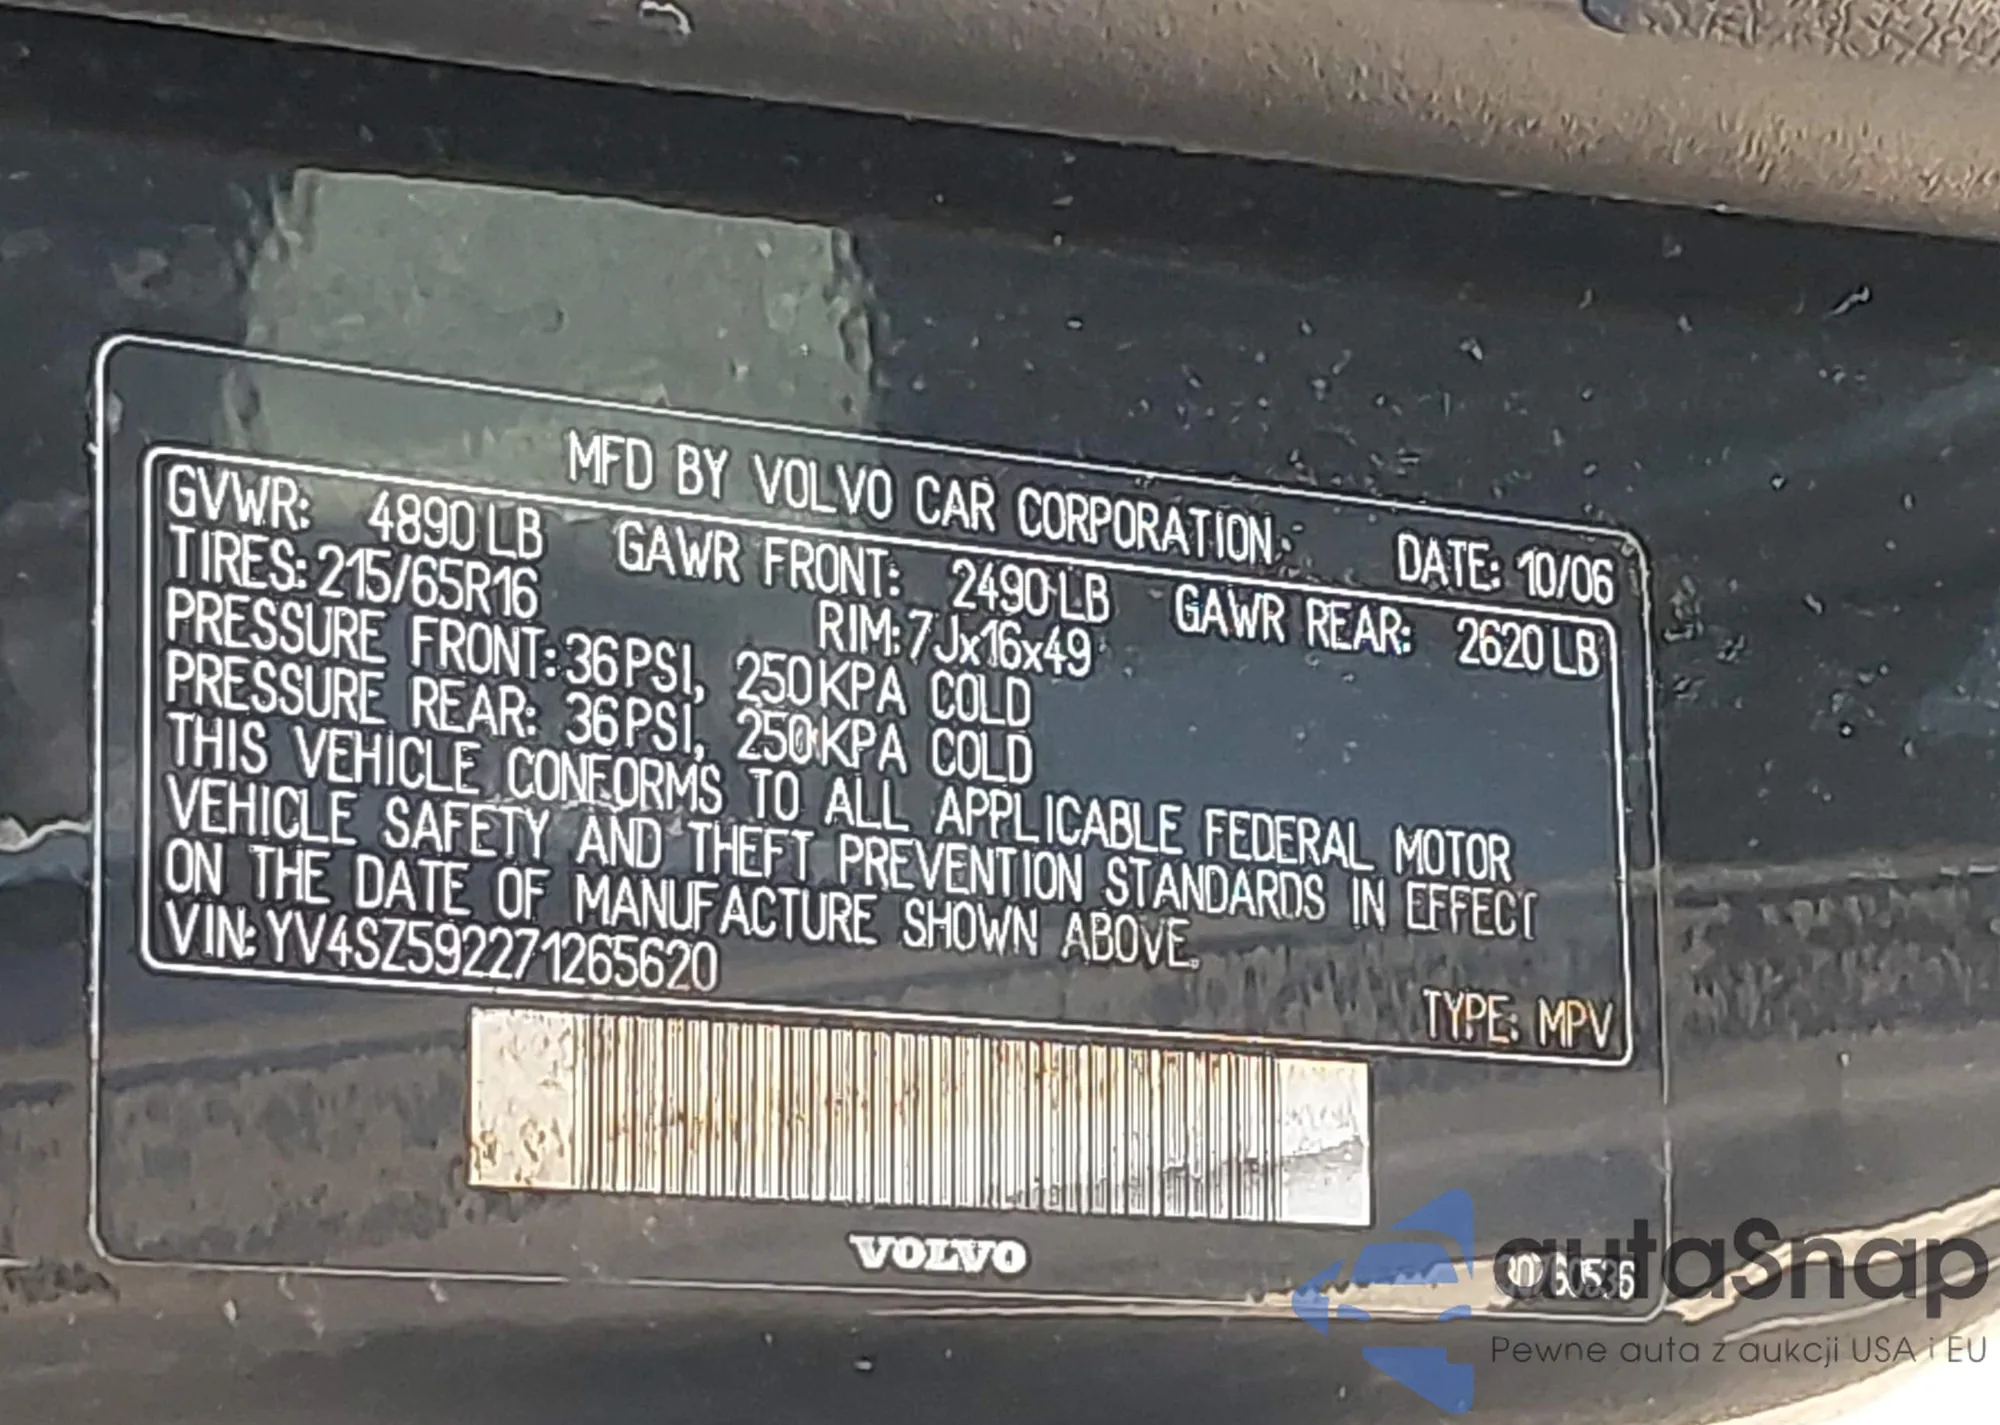 MFD BY VOLVO CAR CORPORATION. DATE: 10/06
GVWR: 4890 LB GAWR FRONT: 2490 LB GAWR REAR: 2620 LB
TIRES: 215/65R16 RIM: 7Jx16x49
PRESSURE FRONT: 36 PSI, 250 KPA COLD
PRESSURE REAR: 36 PSI, 250 KPA COLD
THIS VEHICLE CONFORMS TO ALL APPLICABLE FEDERAL MOTOR
VEHICLE SAFETY AND THEFT PREVENTION STANDARDS IN EFFECT
ON THE DATE OF MANUFACTURE SHOWN ABOVE.
VIN: YV4SZ592271265620 TYPE: MPV
VOLVO
autaSnap
Pewne auta z aukcji USA i EU